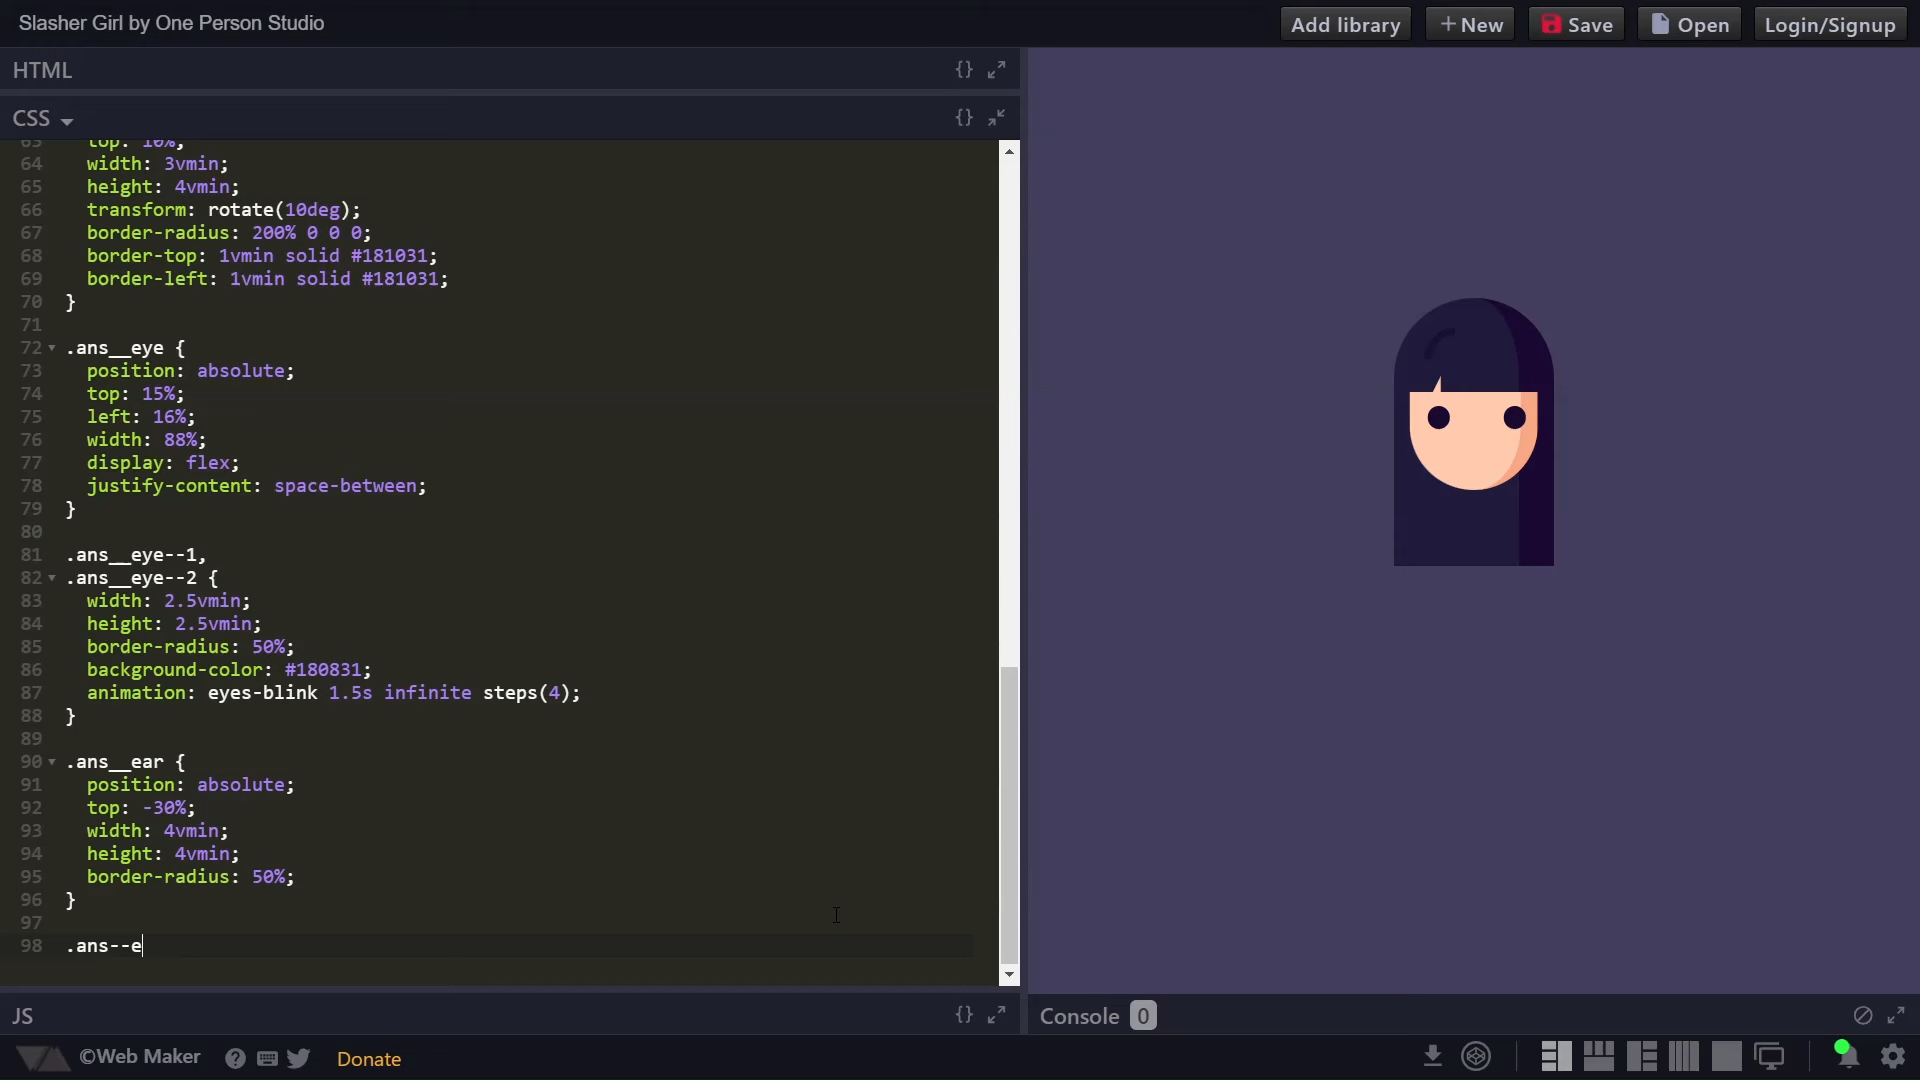 Slasher Girl by One Person Studio
Add library
+ New
Save
Open
Login/Signup
HTML
{}
CSS
{}
63 top: 10%;
64 width: 3vmin;
65 height: 4vmin;
66 transform: rotate(10deg);
67 border-radius: 200% 0 0 0;
68 border-top: 1vmin solid #181031;
69 border-left: 1vmin solid #181031;
70 }
71
72 .ans__eye {
73 position: absolute;
74 top: 15%;
75 left: 16%;
76 width: 88%;
77 display: flex;
78 justify-content: space-between;
79 }
80
81 .ans__eye--1,
82 .ans__eye--2 {
83 width: 2.5vmin;
84 height: 2.5vmin;
85 border-radius: 50%;
86 background-color: #180831;
87 animation: eyes-blink 1.5s infinite steps(4);
88 }
89
90 .ans__ear {
91 position: absolute;
92 top: -30%;
93 width: 4vmin;
94 height: 4vmin;
95 border-radius: 50%;
96 }
97
98 .ans--e
JS
{}
Console 0
©Web Maker
?
Donate